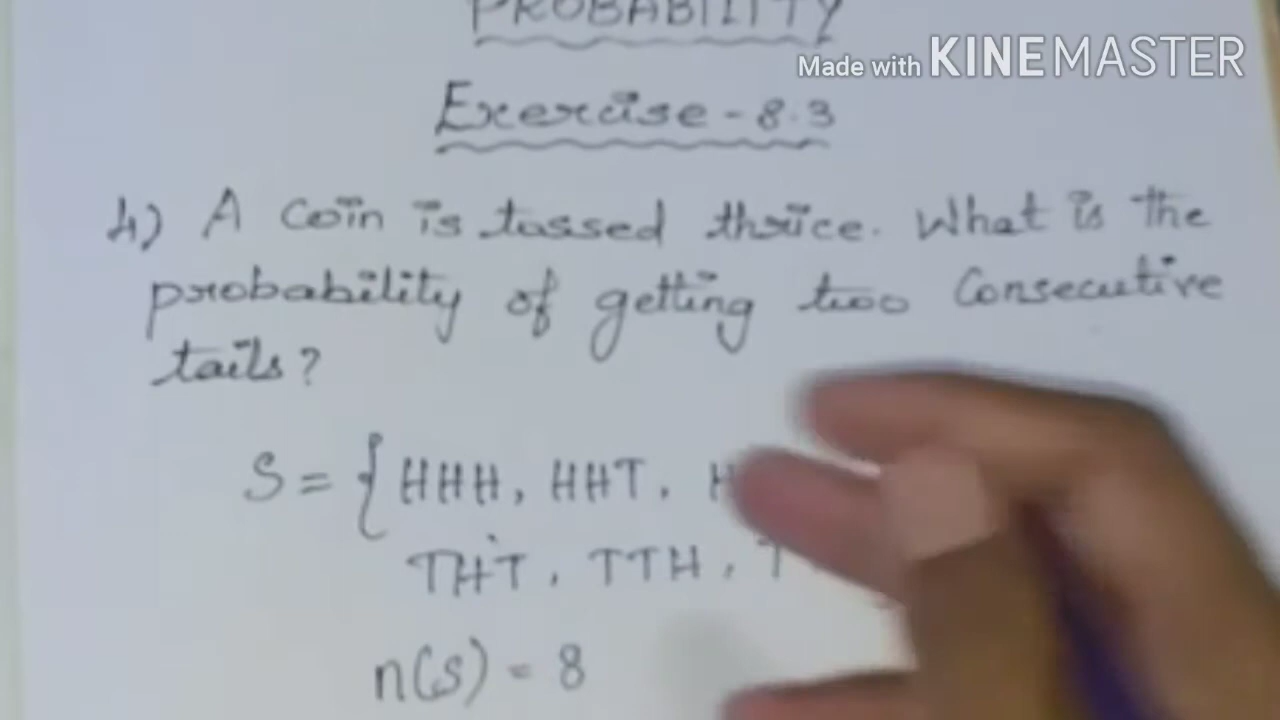 PROBABILITY
Made with KINEMASTER
Exercise - 8.3
4) A coin is tossed thrice. What is the
probability of getting two consecutive
tails?
S = { HHH, HHT, H
THT, TTH, T
n(s) = 8